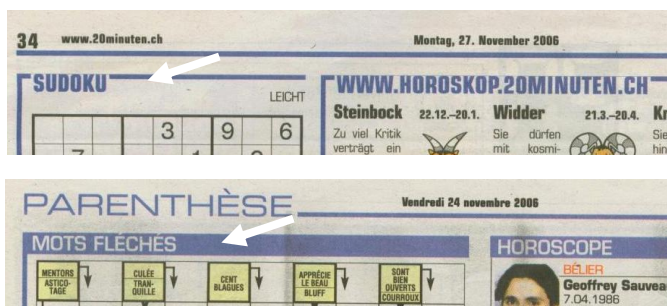 34 www.20minuten.ch Montag, 27. November 2006
SUDOKU
LEICHT
3 9 6
WWW.HOROSKOP.20MINUTEN.CH
Steinbock 22.12.–20.1.
Zu viel Kritik
verträgt ein
Widder 21.3.–20.4.
Sie dürfen
mit kosmi-
PARENTHÈSE Vendredi 24 novembre 2006
MOTS FLÉCHÉS
MENTORS
ASTICO-
TAGE
CULÉE
TRAN-
QUILLE
CENT
BLAGUES
APPRÉCIE
LE BEAU
BLUFF
SONT
BIEN
OUVERTS
COURROUX
HOROSCOPE
BÉLIER
Geoffrey Sauvea
7.04.1986